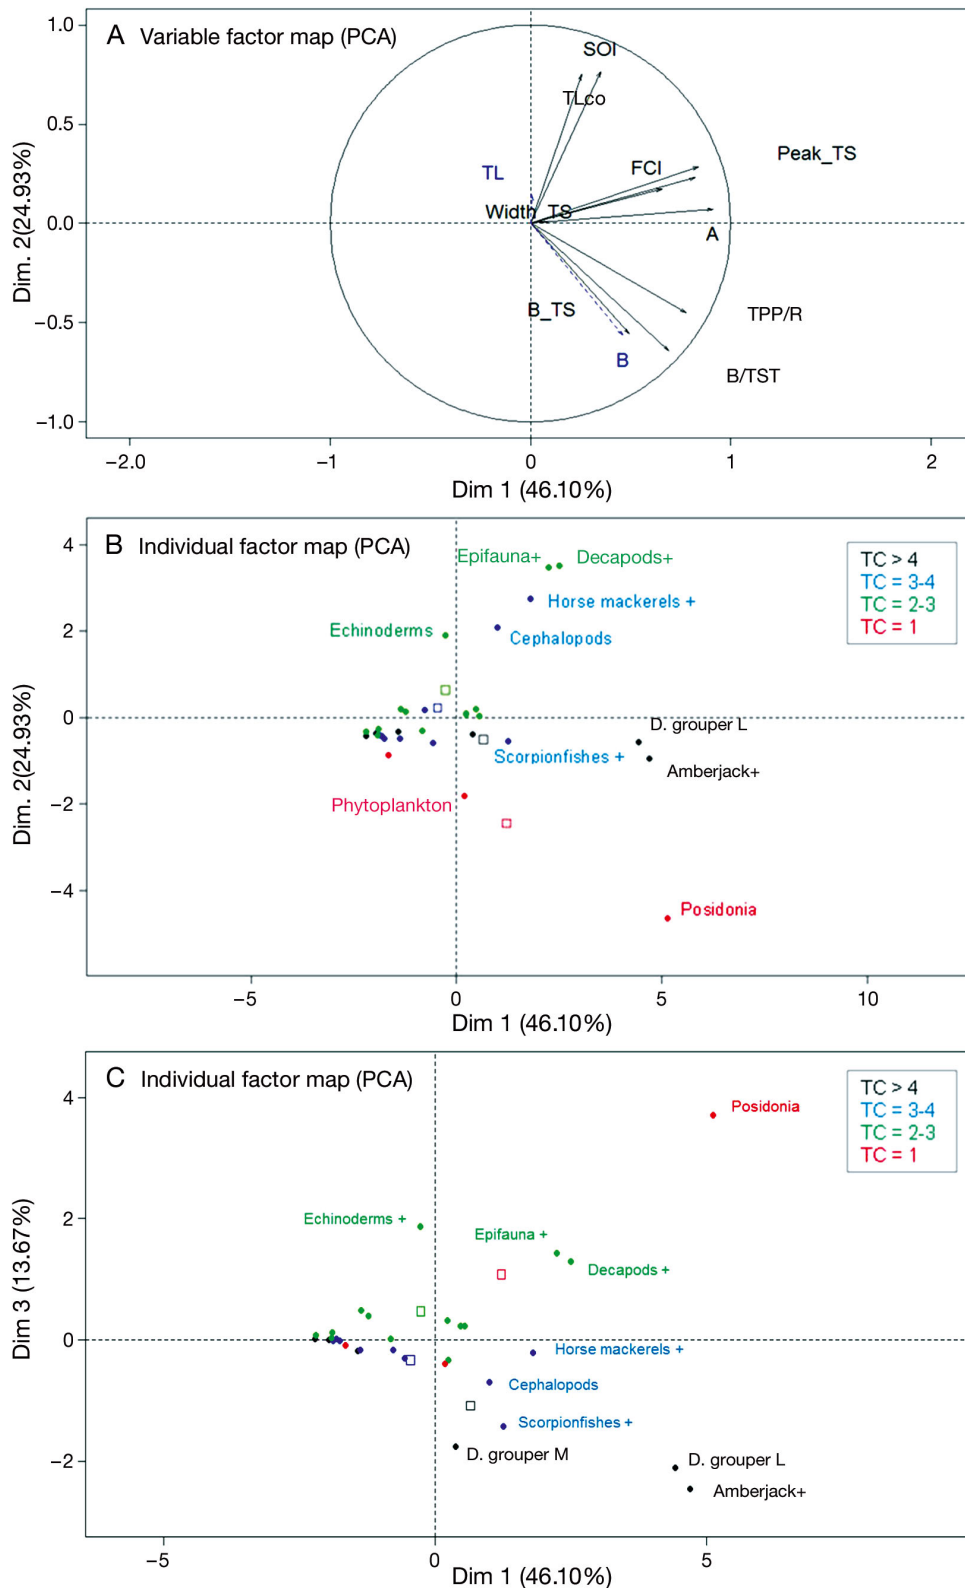 A Variable factor map (PCA)
1.0
0.5
0.0
−0.5
−1.0
Dim. 2(24.93%)
SOI
TLco
Peak_TS
FCI
TL
Width_TS
A
B_TS
TPP/R
B
B/TST
−2.0
−1
0
1
2
Dim 1 (46.10%)
B Individual factor map (PCA)
4
2
0
−2
−4
Dim. 2(24.93%)
TC > 4
TC = 3-4
TC = 2-3
TC = 1
Epifauna+
Decapods+
Horse mackerels +
Echinoderms
Cephalopods
D. grouper L
Scorpionfishes +
Amberjack+
Phytoplankton
Posidonia
−5
0
5
10
Dim 1 (46.10%)
C Individual factor map (PCA)
4
2
0
−2
Dim 3 (13.67%)
TC > 4
TC = 3-4
TC = 2-3
TC = 1
Posidonia
Echinoderms +
Epifauna +
Decapods +
Horse mackerels +
Cephalopods
Scorpionfishes +
D. grouper M
D. grouper L
Amberjack+
−5
0
5
Dim 1 (46.10%)